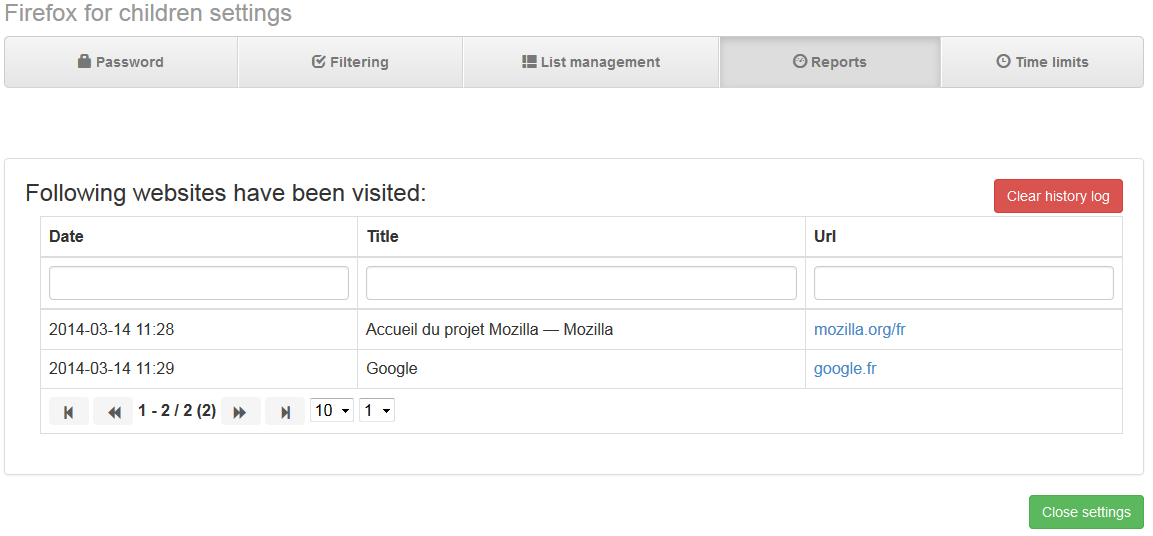 Firefox for children settings
Password Filtering List management Reports Time limits
Following websites have been visited:
Clear history log
Date Title Url
2014-03-14 11:28 Accueil du projet Mozilla — Mozilla mozilla.org/fr
2014-03-14 11:29 Google google.fr
1 - 2 / 2 (2) 10 1
Close settings